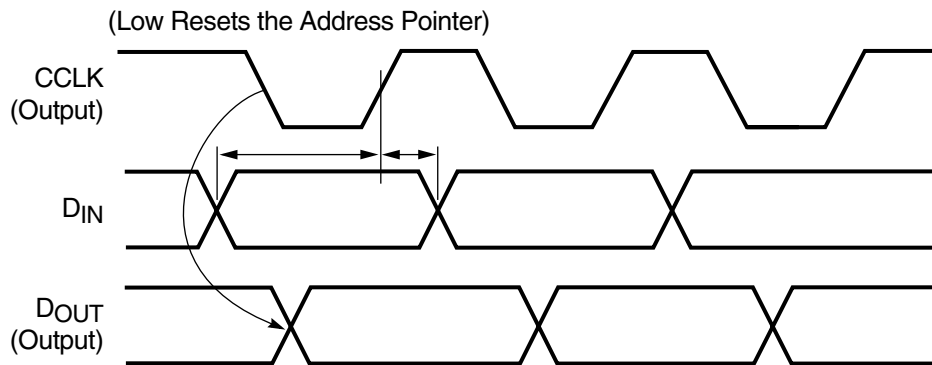 (Low Resets the Address Pointer)
CCLK
(Output)
DIN
DOUT
(Output)